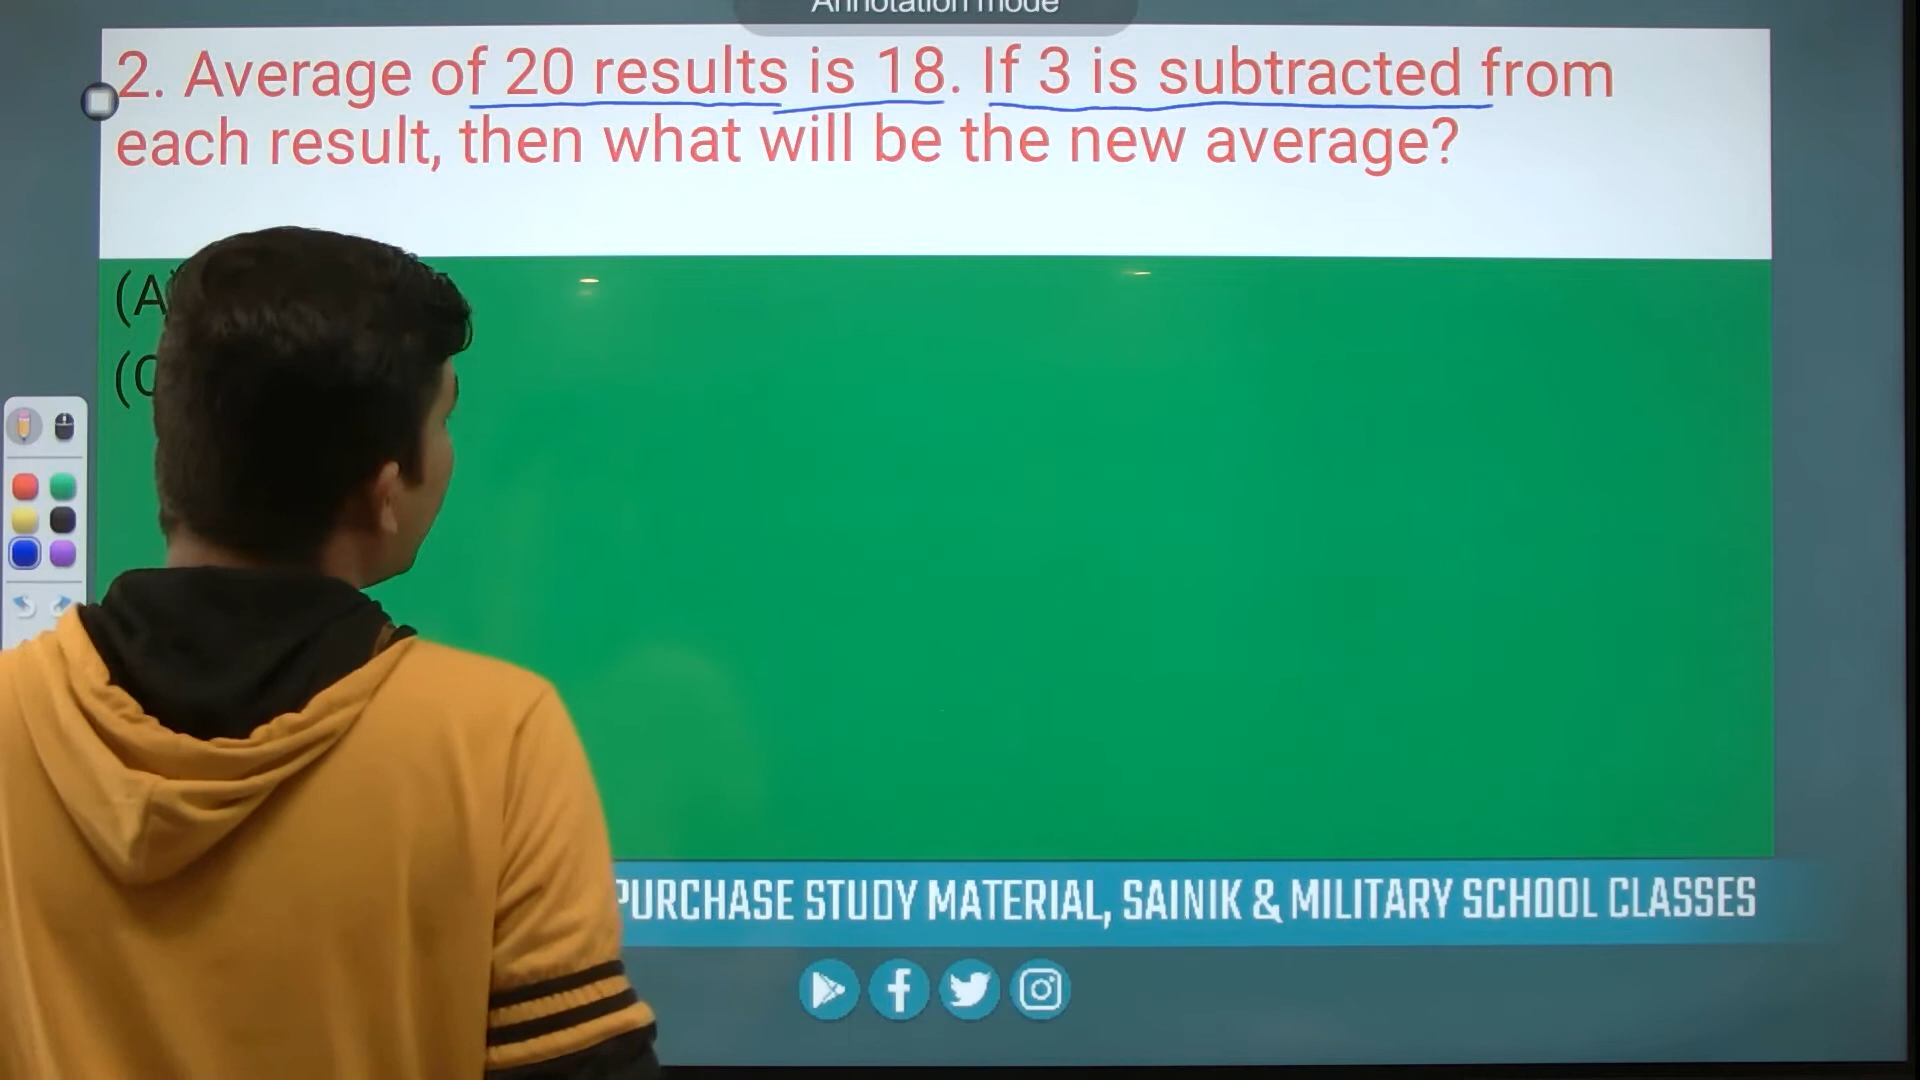 Annotation mode
2. Average of 20 results is 18. If 3 is subtracted from
each result, then what will be the new average?
(A
(C
PURCHASE STUDY MATERIAL, SAINIK & MILITARY SCHOOL CLASSES